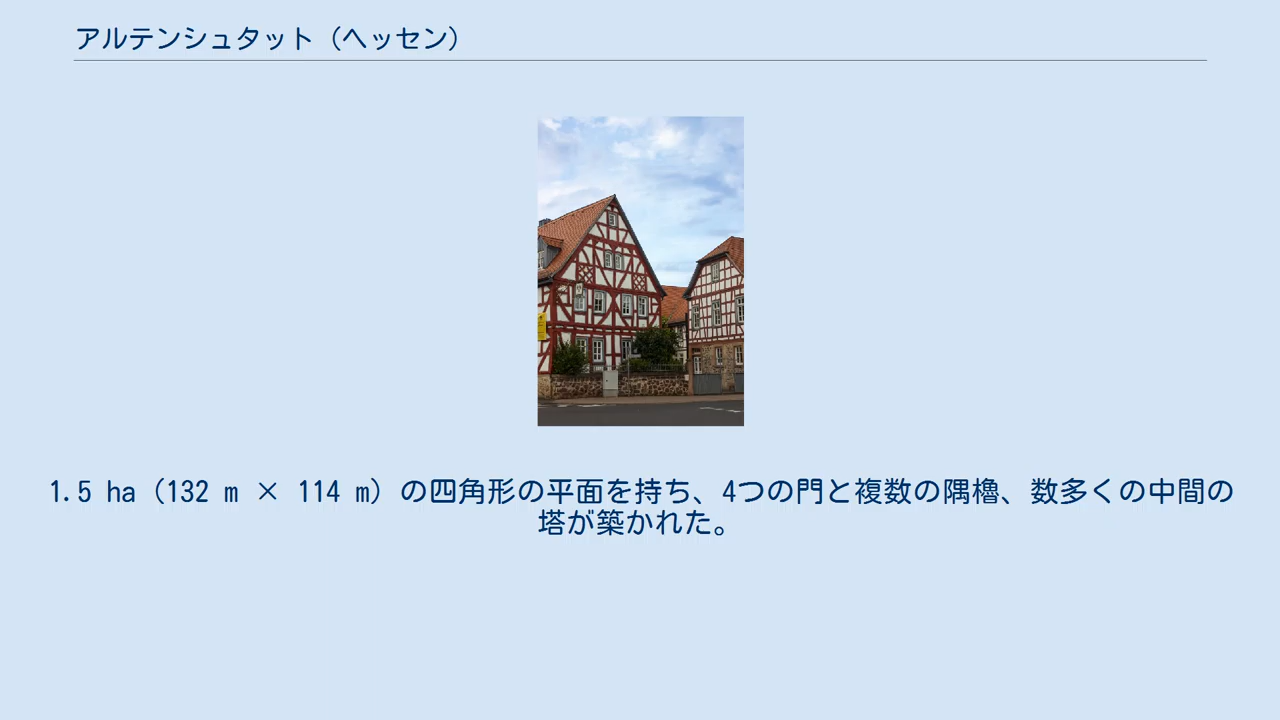 アルテンシュタット（ヘッセン）
1.5 ha（132 m × 114 m）の四角形の平面を持ち、4つの門と複数の隅櫓、数多くの中間の
塔が築かれた。